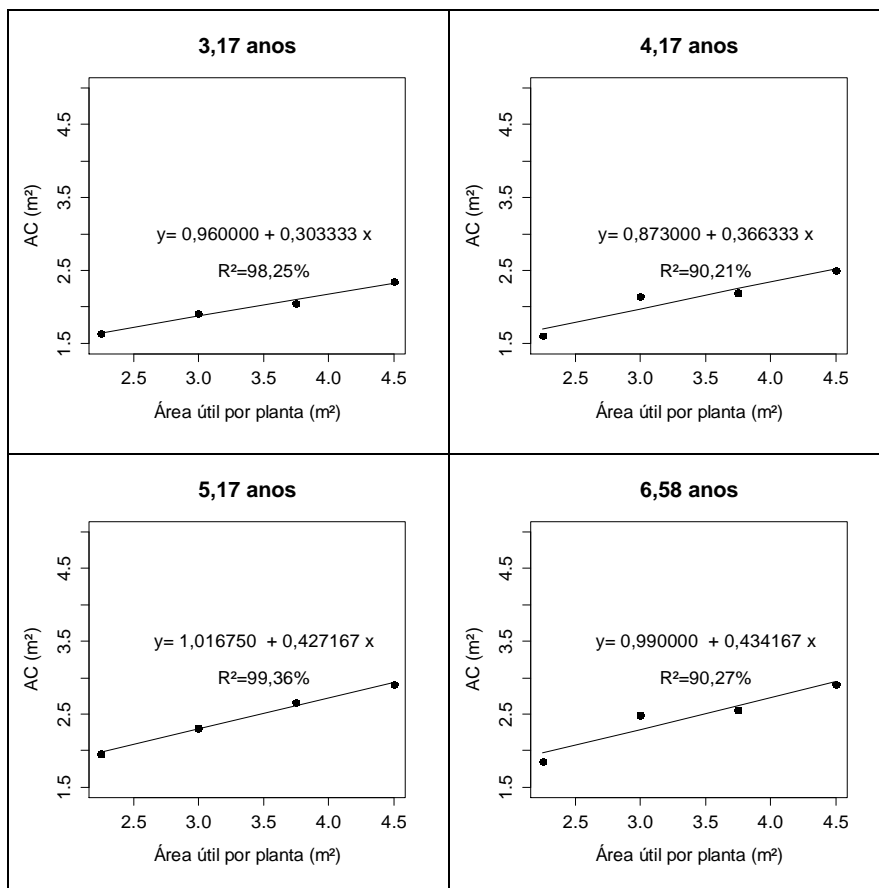 3,17 anos
AC (m²)
4.5
3.5
2.5
1.5
y= 0,960000 + 0,303333 x
R²=98,25%
2.5 3.0 3.5 4.0 4.5
Área útil por planta (m²)
4,17 anos
AC (m²)
4.5
3.5
2.5
1.5
y= 0,873000 + 0,366333 x
R²=90,21%
2.5 3.0 3.5 4.0 4.5
Área útil por planta (m²)
5,17 anos
AC (m²)
4.5
3.5
2.5
1.5
y= 1,016750 + 0,427167 x
R²=99,36%
2.5 3.0 3.5 4.0 4.5
Área útil por planta (m²)
6,58 anos
AC (m²)
4.5
3.5
2.5
1.5
y= 0,990000 + 0,434167 x
R²=90,27%
2.5 3.0 3.5 4.0 4.5
Área útil por planta (m²)